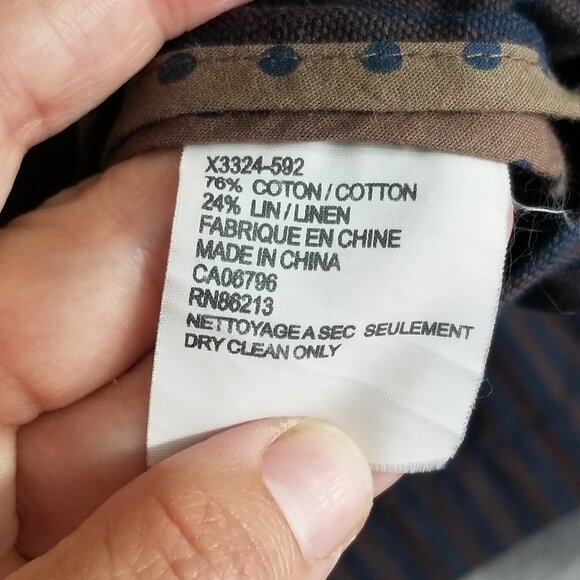 X3324-592
76% COTON/COTTON
24% LIN/LINEN
FABRIQUE EN CHINE
MADE IN CHINA
CA06796
RN86213
NETTOYAGE A SEC SEULEMENT
DRY CLEAN ONLY